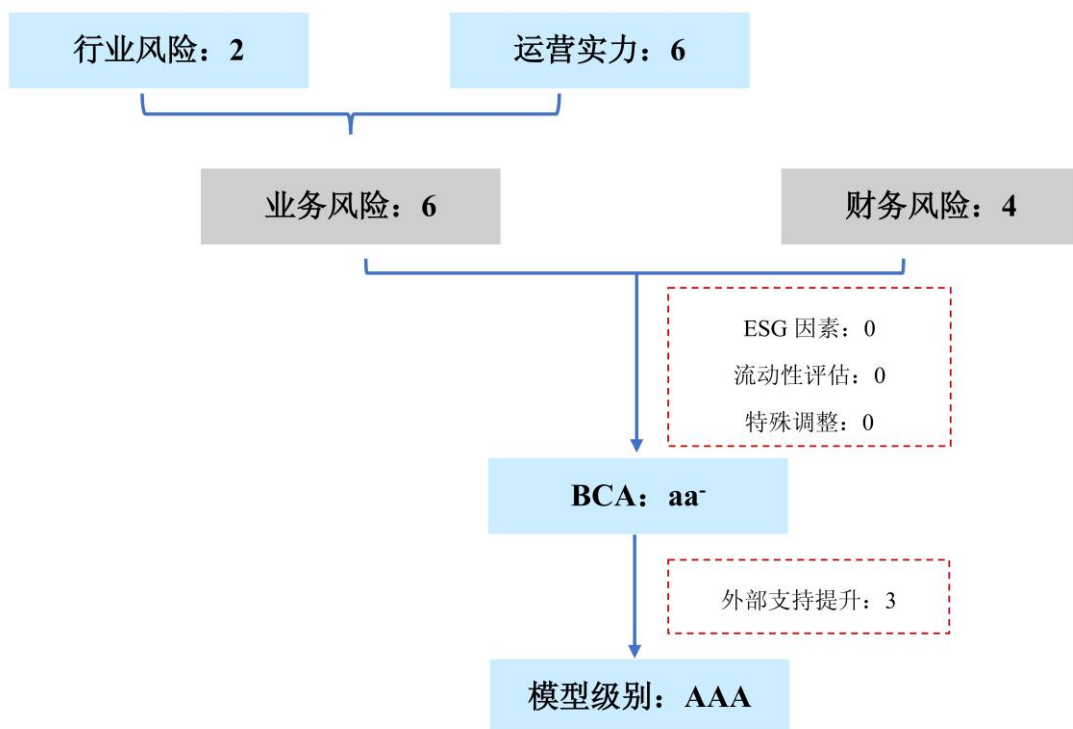 行业风险：2
运营实力：6
业务风险：6
财务风险：4
ESG 因素：0
流动性评估：0
特殊调整：0
BCA：aa⁻
外部支持提升：3
模型级别：AAA